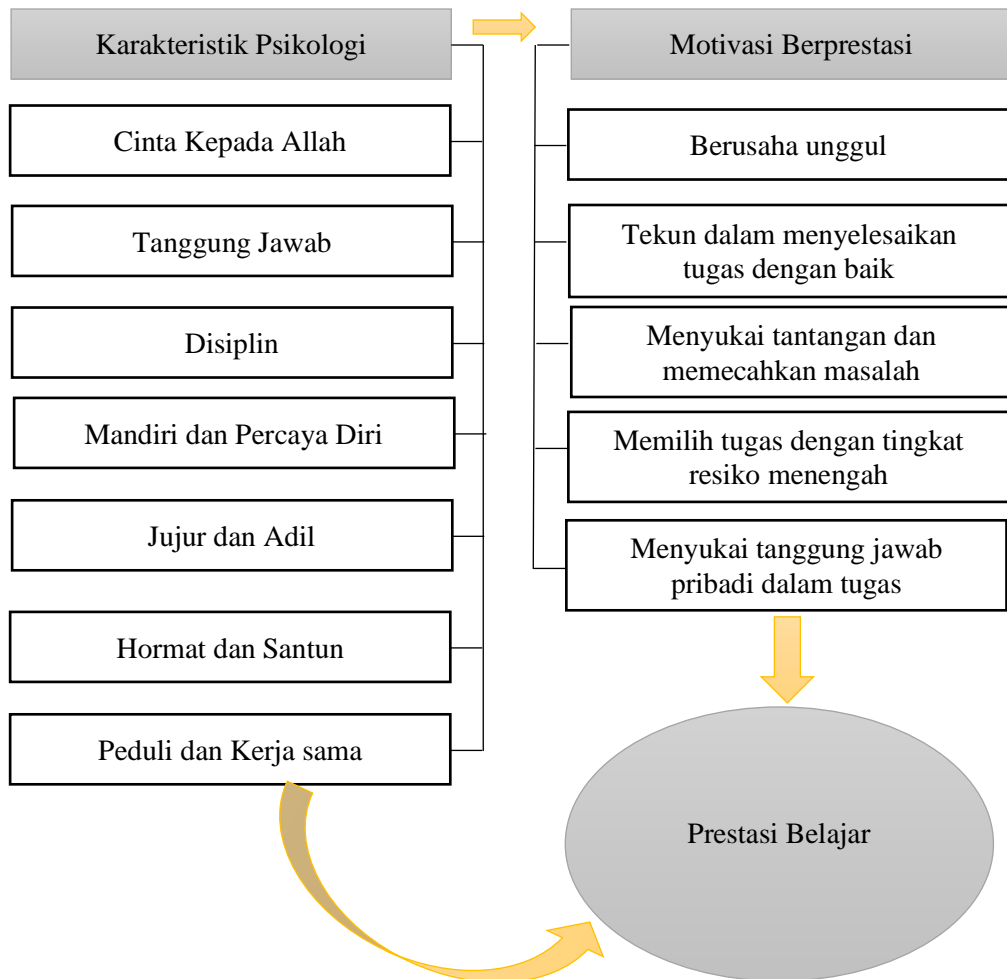 Karakteristik Psikologi
Cinta Kepada Allah
Tanggung Jawab
Disiplin
Mandiri dan Percaya Diri
Jujur dan Adil
Hormat dan Santun
Peduli dan Kerja sama
Motivasi Berprestasi
Berusaha unggul
Tekun dalam menyelesaikan
tugas dengan baik
Menyukai tantangan dan
memecahkan masalah
Memilih tugas dengan tingkat
resiko menengah
Menyukai tanggung jawab
pribadi dalam tugas
Prestasi Belajar